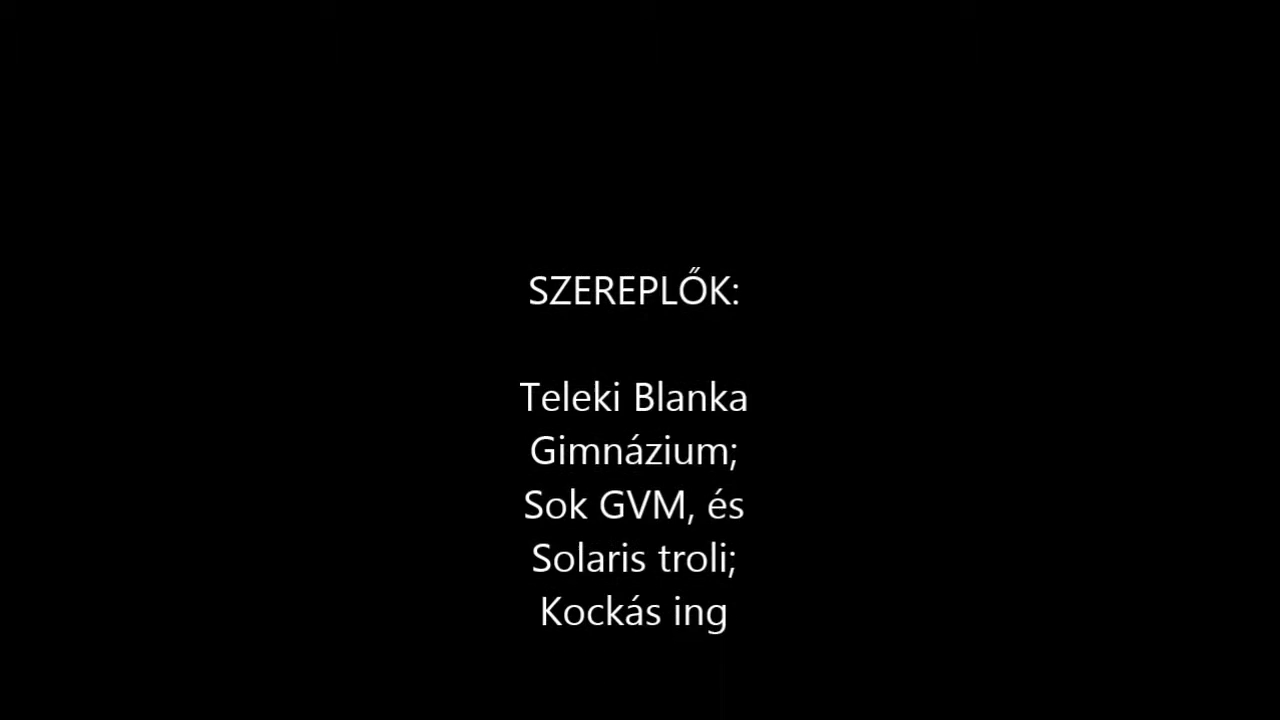 SZEREPLŐK:
Teleki Blanka
Gimnázium;
Sok GVM, és
Solaris troli;
Kockás ing